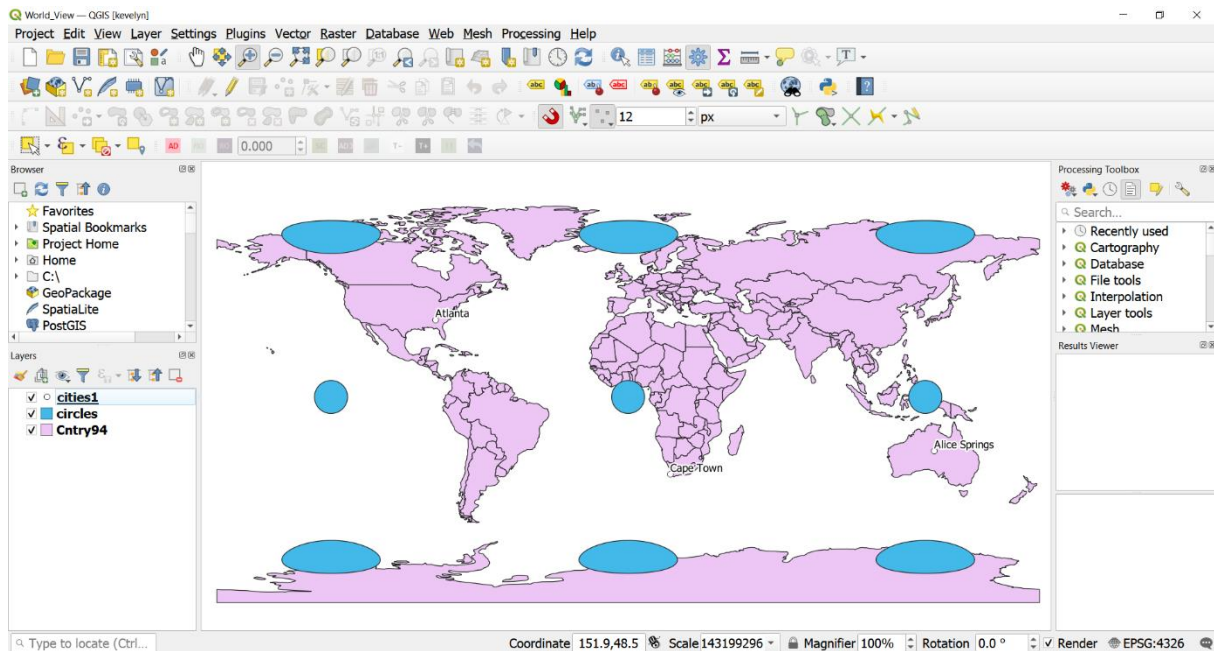 World_View — QGIS [kevelyn]
Project Edit View Layer Settings Plugins Vector Raster Database Web Mesh Processing Help
12 px
0.000
Browser
Favorites
Spatial Bookmarks
Project Home
Home
C:\
GeoPackage
SpatiaLite
PostGIS
Layers
cities1
circles
Cntry94
Atlanta
Cape Town
Alice Springs
Processing Toolbox
Search...
Recently used
Cartography
Database
File tools
Interpolation
Layer tools
Mesh
Results Viewer
Type to locate (Ctrl... Coordinate 151.9,48.5 Scale 143199296 Magnifier 100% Rotation 0.0 ° Render EPSG:4326